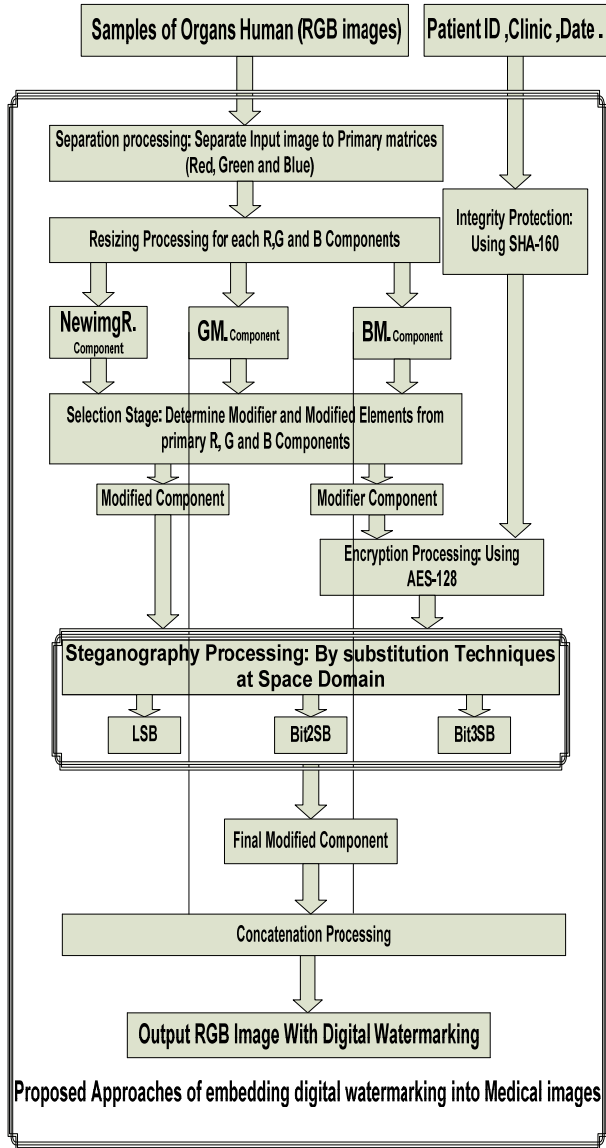 Samples of Organs Human (RGB images)
Patient ID ,Clinic ,Date .
Separation processing: Separate Input image to Primary matrices
(Red, Green and Blue)
Integrity Protection:
Using SHA-160
Resizing Processing for each R,G and B Components
NewimgR.
Component
GM. Component
BM. Component
Selection Stage: Determine Modifier and Modified Elements from
primary R, G and B Components
Modified Component
Modifier Component
Encryption Processing: Using
AES-128
Steganography Processing: By substitution Techniques
at Space Domain
LSB
Bit2SB
Bit3SB
Final Modified Component
Concatenation Processing
Output RGB Image With Digital Watermarking
Proposed Approaches of embedding digital watermarking into Medical images